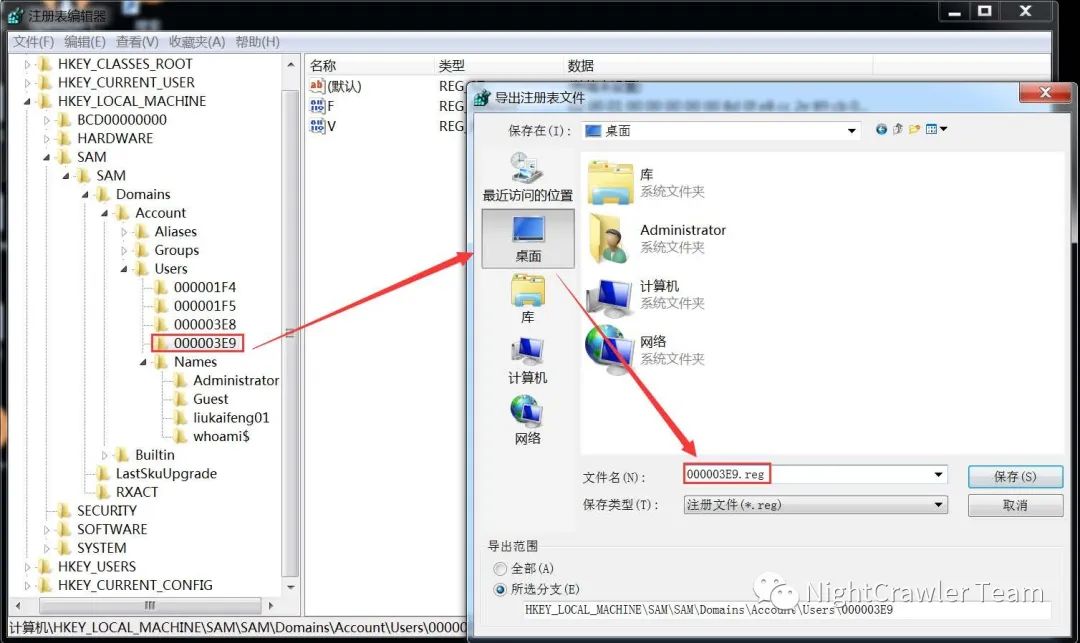 注册表编辑器
文件(F) 编辑(E) 查看(V) 收藏夹(A) 帮助(H)
HKEY_CLASSES_ROOT
HKEY_CURRENT_USER
HKEY_LOCAL_MACHINE
BCD00000000
HARDWARE
SAM
SAM
Domains
Account
Aliases
Groups
Users
000001F4
000001F5
000003E8
000003E9
Names
Administrator
Guest
liukaifeng01
whoami$
Builtin
LastSkuUpgrade
RXACT
SECURITY
SOFTWARE
SYSTEM
HKEY_USERS
HKEY_CURRENT_CONFIG
计算机\HKEY_LOCAL_MACHINE\SAM\SAM\Domains\Account\Users\00000
名称 类型 数据
ab (默认) REG_
F REG_
V REG_
导出注册表文件
保存在(I): 桌面
最近访问的位置
桌面
库
计算机
网络
库
系统文件夹
Administrator
系统文件夹
计算机
系统文件夹
网络
系统文件夹
文件名(N): 000003E9.reg 保存(S)
保存类型(T): 注册文件(*.reg) 取消
导出范围
全部(A)
所选分支(E)
HKEY_LOCAL_MACHINE\SAM\SAM\Domains\Account\Users\000003E9
NightCrawler Team